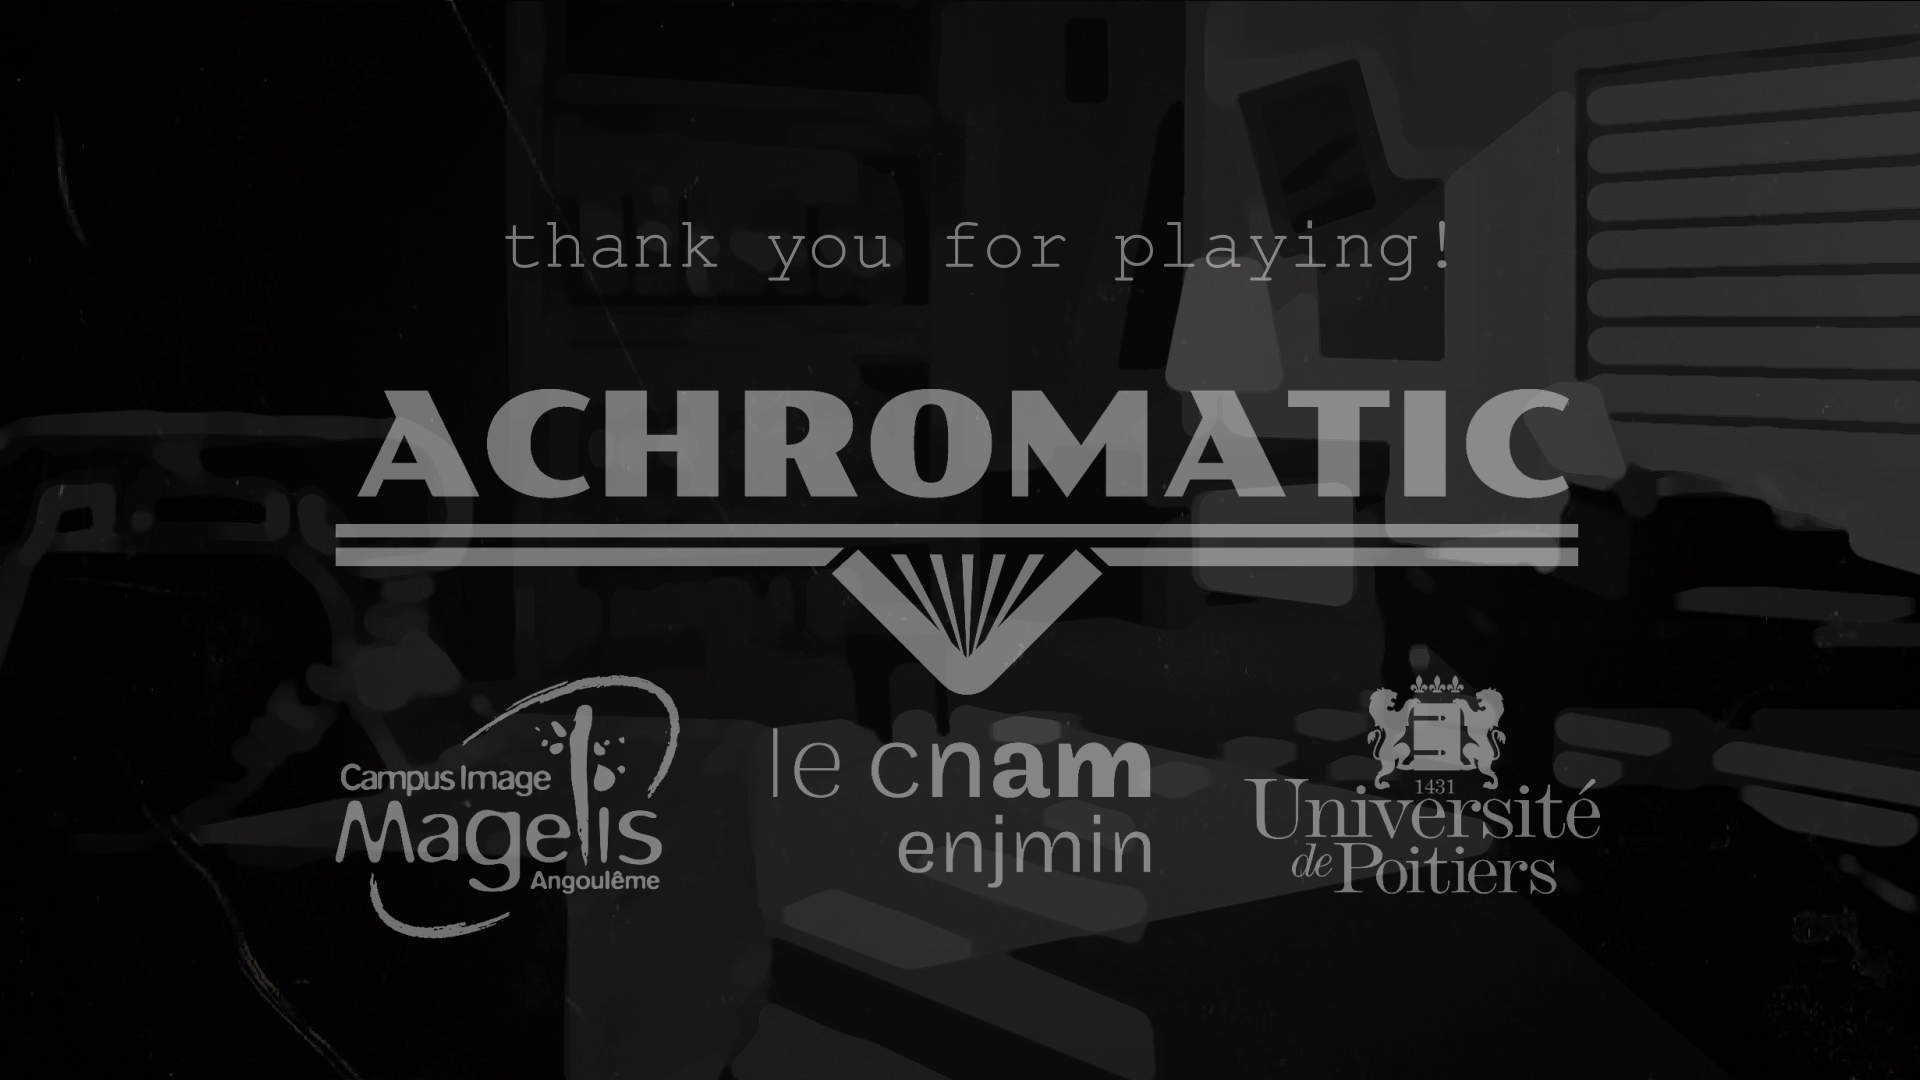 thank you for playing!
ACHROMATIC
Campus Image
Magelis
Angoulême
le cnam
enjmin
1431
Université
de Poitiers